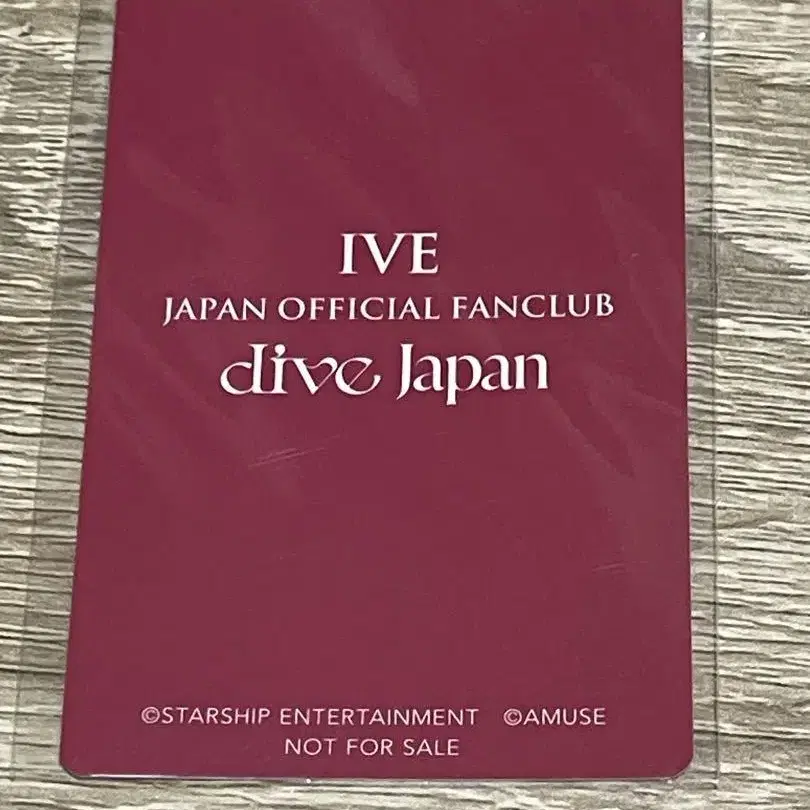 IVE
JAPAN OFFICIAL FANCLUB
dive Japan
©STARSHIP ENTERTAINMENT ©AMUSE
NOT FOR SALE